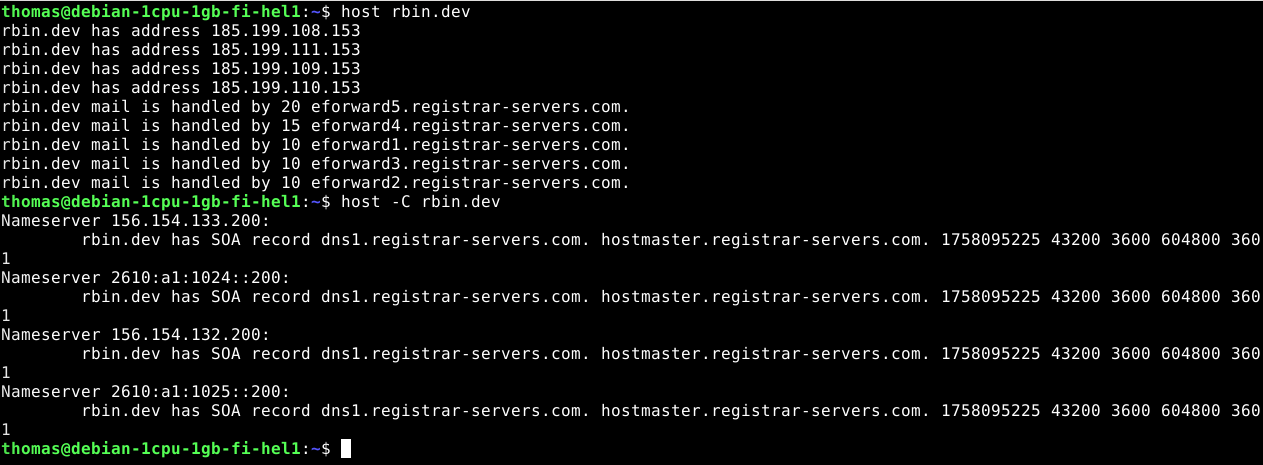 thomas@debian-1cpu-1gb-fi-hel1:~$ host rbin.dev
rbin.dev has address 185.199.108.153
rbin.dev has address 185.199.111.153
rbin.dev has address 185.199.109.153
rbin.dev has address 185.199.110.153
rbin.dev mail is handled by 20 eforward5.registrar-servers.com.
rbin.dev mail is handled by 15 eforward4.registrar-servers.com.
rbin.dev mail is handled by 10 eforward1.registrar-servers.com.
rbin.dev mail is handled by 10 eforward3.registrar-servers.com.
rbin.dev mail is handled by 10 eforward2.registrar-servers.com.
thomas@debian-1cpu-1gb-fi-hel1:~$ host -C rbin.dev
Nameserver 156.154.133.200:
        rbin.dev has SOA record dns1.registrar-servers.com. hostmaster.registrar-servers.com. 1758095225 43200 3600 604800 360
1
Nameserver 2610:a1:1024::200:
        rbin.dev has SOA record dns1.registrar-servers.com. hostmaster.registrar-servers.com. 1758095225 43200 3600 604800 360
1
Nameserver 156.154.132.200:
        rbin.dev has SOA record dns1.registrar-servers.com. hostmaster.registrar-servers.com. 1758095225 43200 3600 604800 360
1
Nameserver 2610:a1:1025::200:
        rbin.dev has SOA record dns1.registrar-servers.com. hostmaster.registrar-servers.com. 1758095225 43200 3600 604800 360
1
thomas@debian-1cpu-1gb-fi-hel1:~$